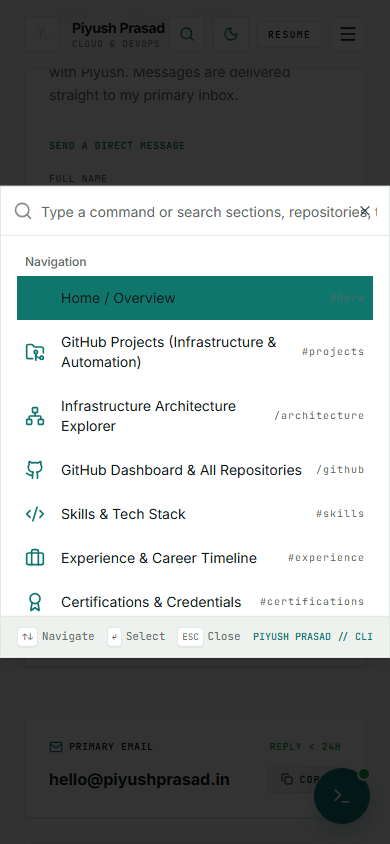 Piyush Prasad
CLOUD & DEVOPS
RESUME
with Piyush. Messages are delivered
straight to my primary inbox.
SEND A DIRECT MESSAGE
FULL NAME
Type a command or search sections, repositories,
Navigation
Home / Overview #hero
GitHub Projects (Infrastructure &
Automation) #projects
Infrastructure Architecture
Explorer /architecture
GitHub Dashboard & All Repositories /github
Skills & Tech Stack #skills
Experience & Career Timeline #experience
Certifications & Credentials #certifications
Navigate Select ESC Close PIYUSH PRASAD // CLI
PRIMARY EMAIL REPLY < 24H
hello@piyushprasad.in